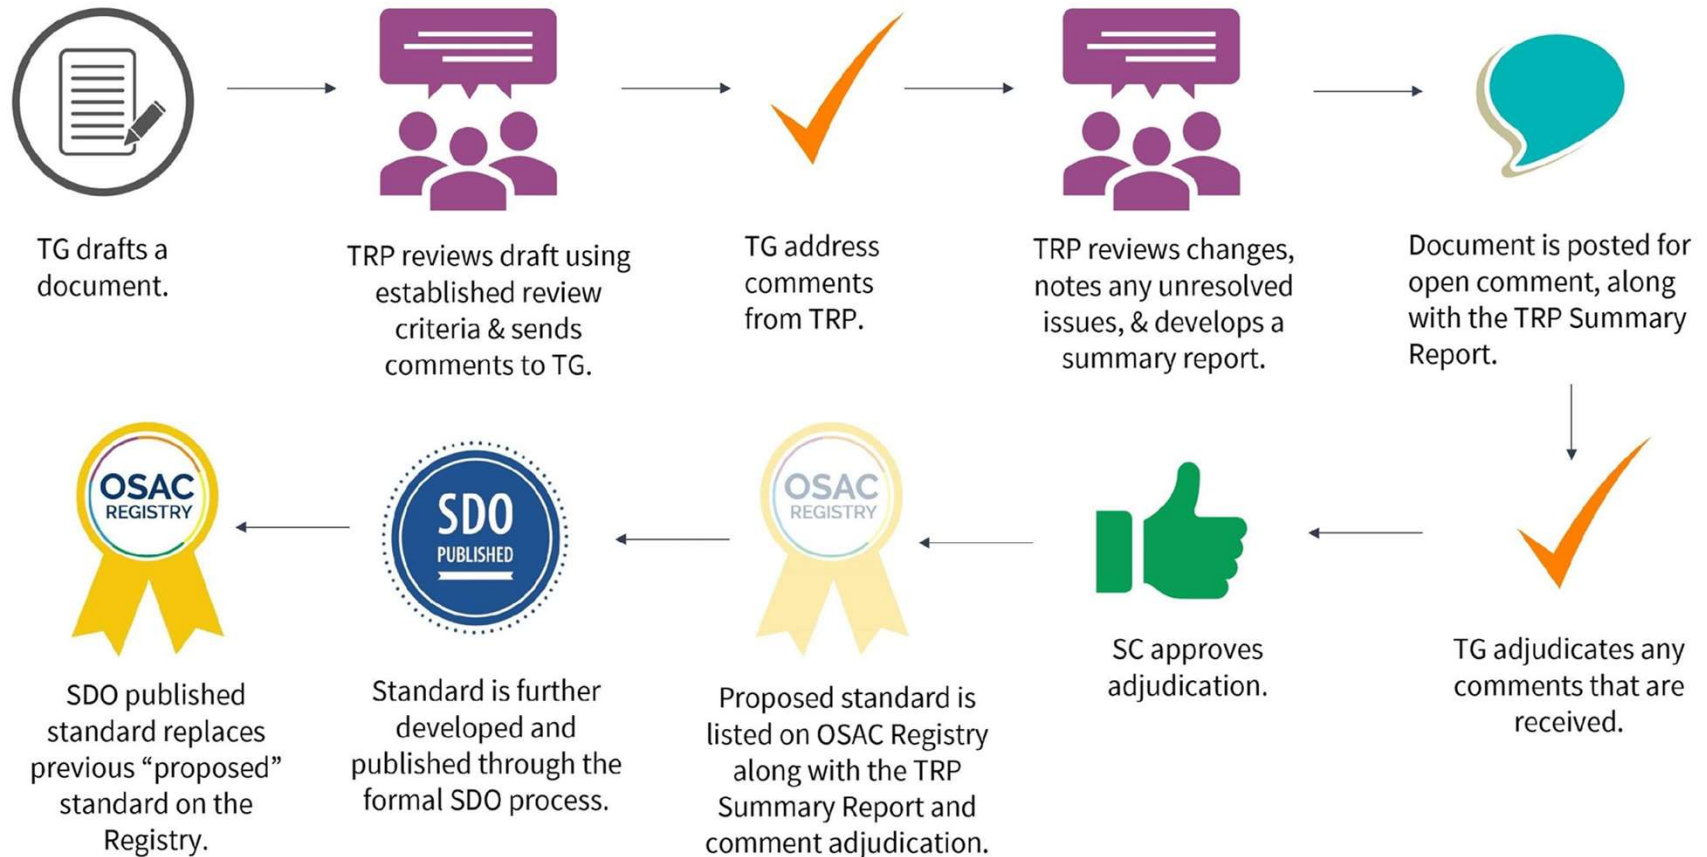 TG drafts a
document.
TRP reviews draft using
established review
criteria & sends
comments to TG.
TG address
comments
from TRP.
TRP reviews changes,
notes any unresolved
issues, & develops a
summary report.
Document is posted for
open comment, along
with the TRP Summary
Report.
TG adjudicates any
comments that are
received.
SC approves
adjudication.
OSAC
REGISTRY
Proposed standard is
listed on OSAC Registry
along with the TRP
Summary Report and
comment adjudication.
SDO
PUBLISHED
Standard is further
developed and
published through the
formal SDO process.
OSAC
REGISTRY
SDO published
standard replaces
previous “proposed”
standard on the
Registry.